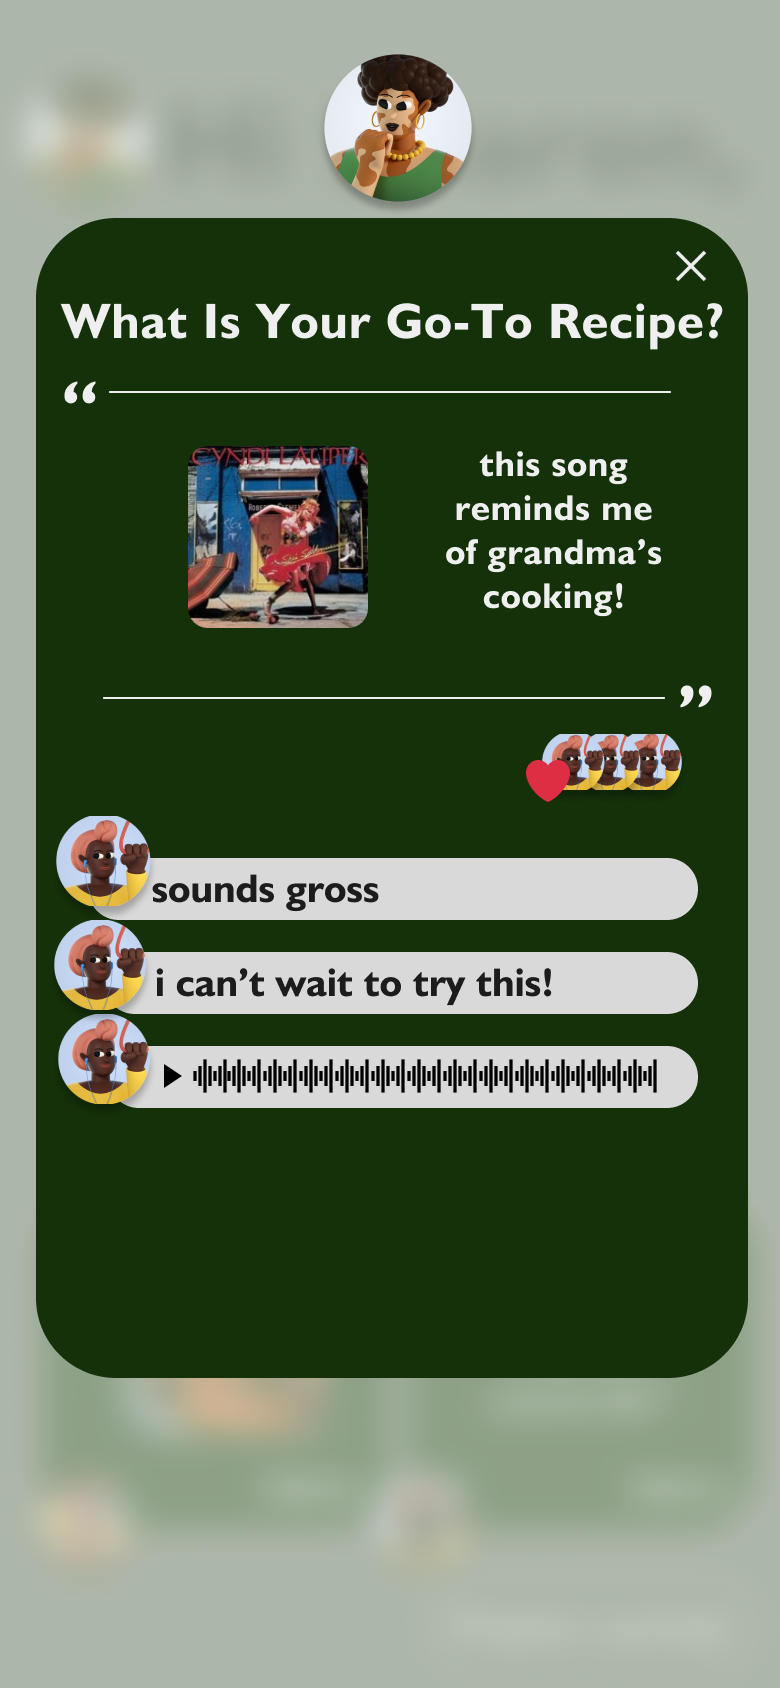 What Is Your Go-To Recipe?
“
CYNDI LAUPER
this song
reminds me
of grandma’s
cooking!
”
sounds gross
i can’t wait to try this!